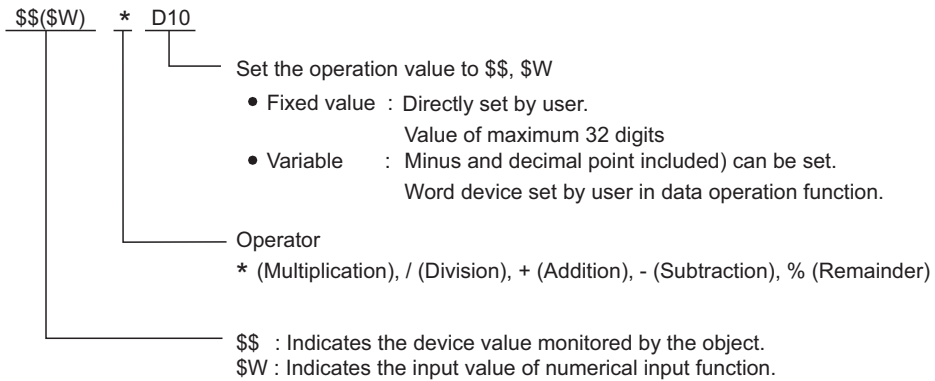 $$($W) * D10
Set the operation value to $$, $W
● Fixed value : Directly set by user.
Value of maximum 32 digits
● Variable : Minus and decimal point included) can be set.
Word device set by user in data operation function.
Operator
* (Multiplication), / (Division), + (Addition), - (Subtraction), % (Remainder)
$$ : Indicates the device value monitored by the object.
$W : Indicates the input value of numerical input function.